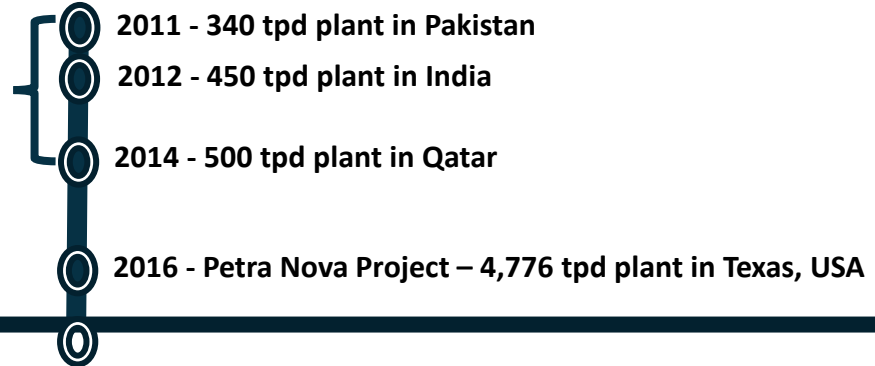 2011 - 340 tpd plant in Pakistan
2012 - 450 tpd plant in India
2014 - 500 tpd plant in Qatar
2016 - Petra Nova Project – 4,776 tpd plant in Texas, USA